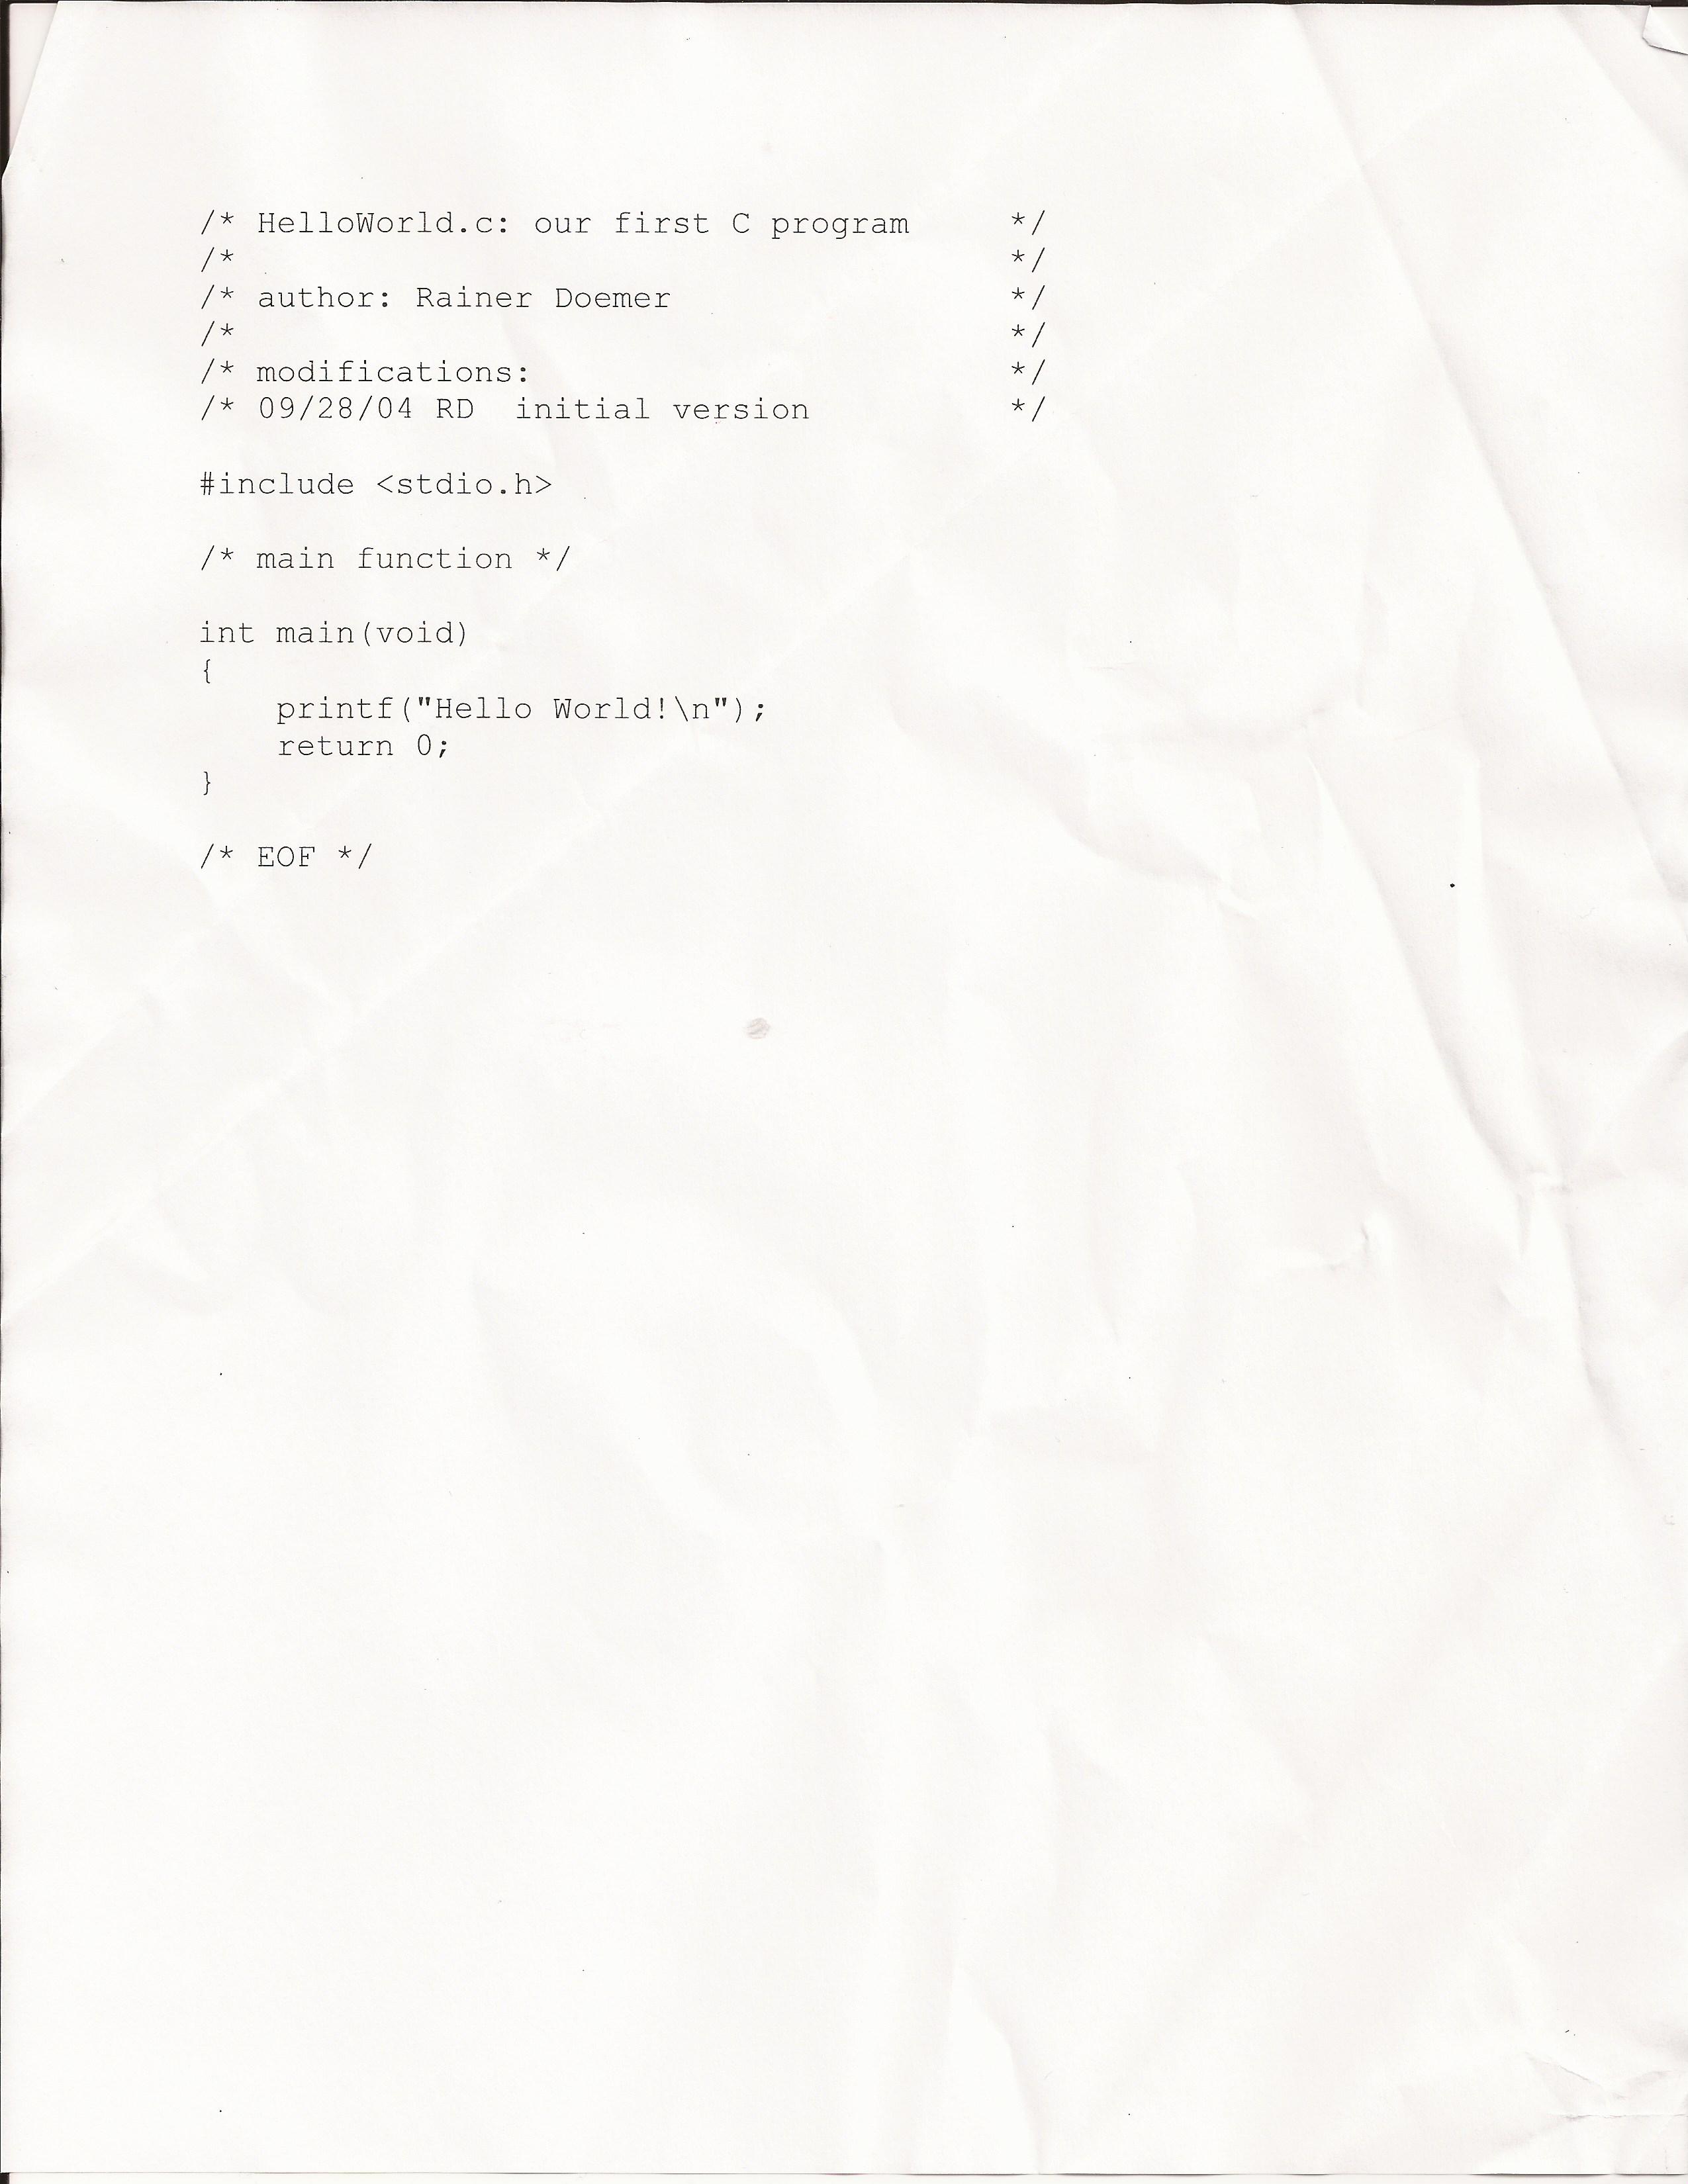 /* HelloWorld.c: our first C program     */
/*                                       */
/* author: Rainer Doemer                 */
/*                                       */
/* modifications:                        */
/* 09/28/04 RD  initial version          */

#include <stdio.h>

/* main function */

int main(void)
{
    printf("Hello World!\n");
    return 0;
}

/* EOF */